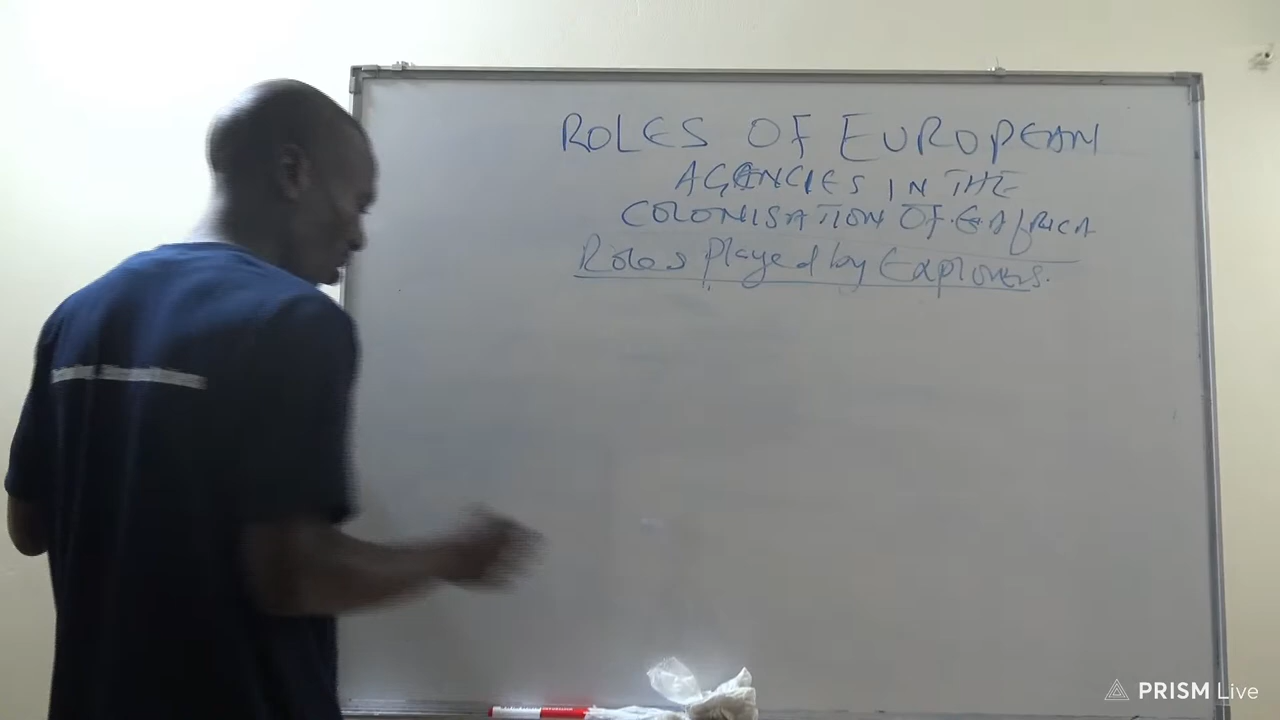 ROLES OF EUROPEAN
AGENCIES IN THE
COLONISATION OF E.AfRICA
Roles Played by Explorers.
PRISM Live